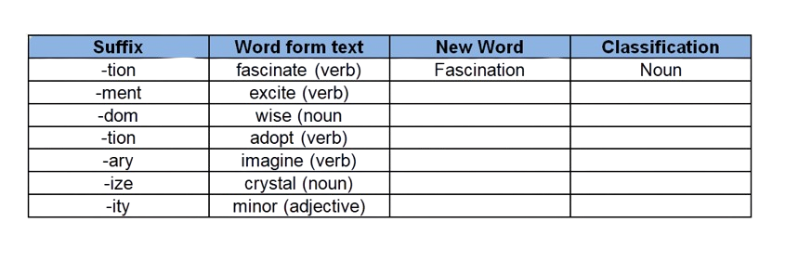 Suffix Word form text New Word Classification
-tion fascinate (verb) Fascination Noun
-ment excite (verb)
-dom wise (noun
-tion adopt (verb)
-ary imagine (verb)
-ize crystal (noun)
-ity minor (adjective)